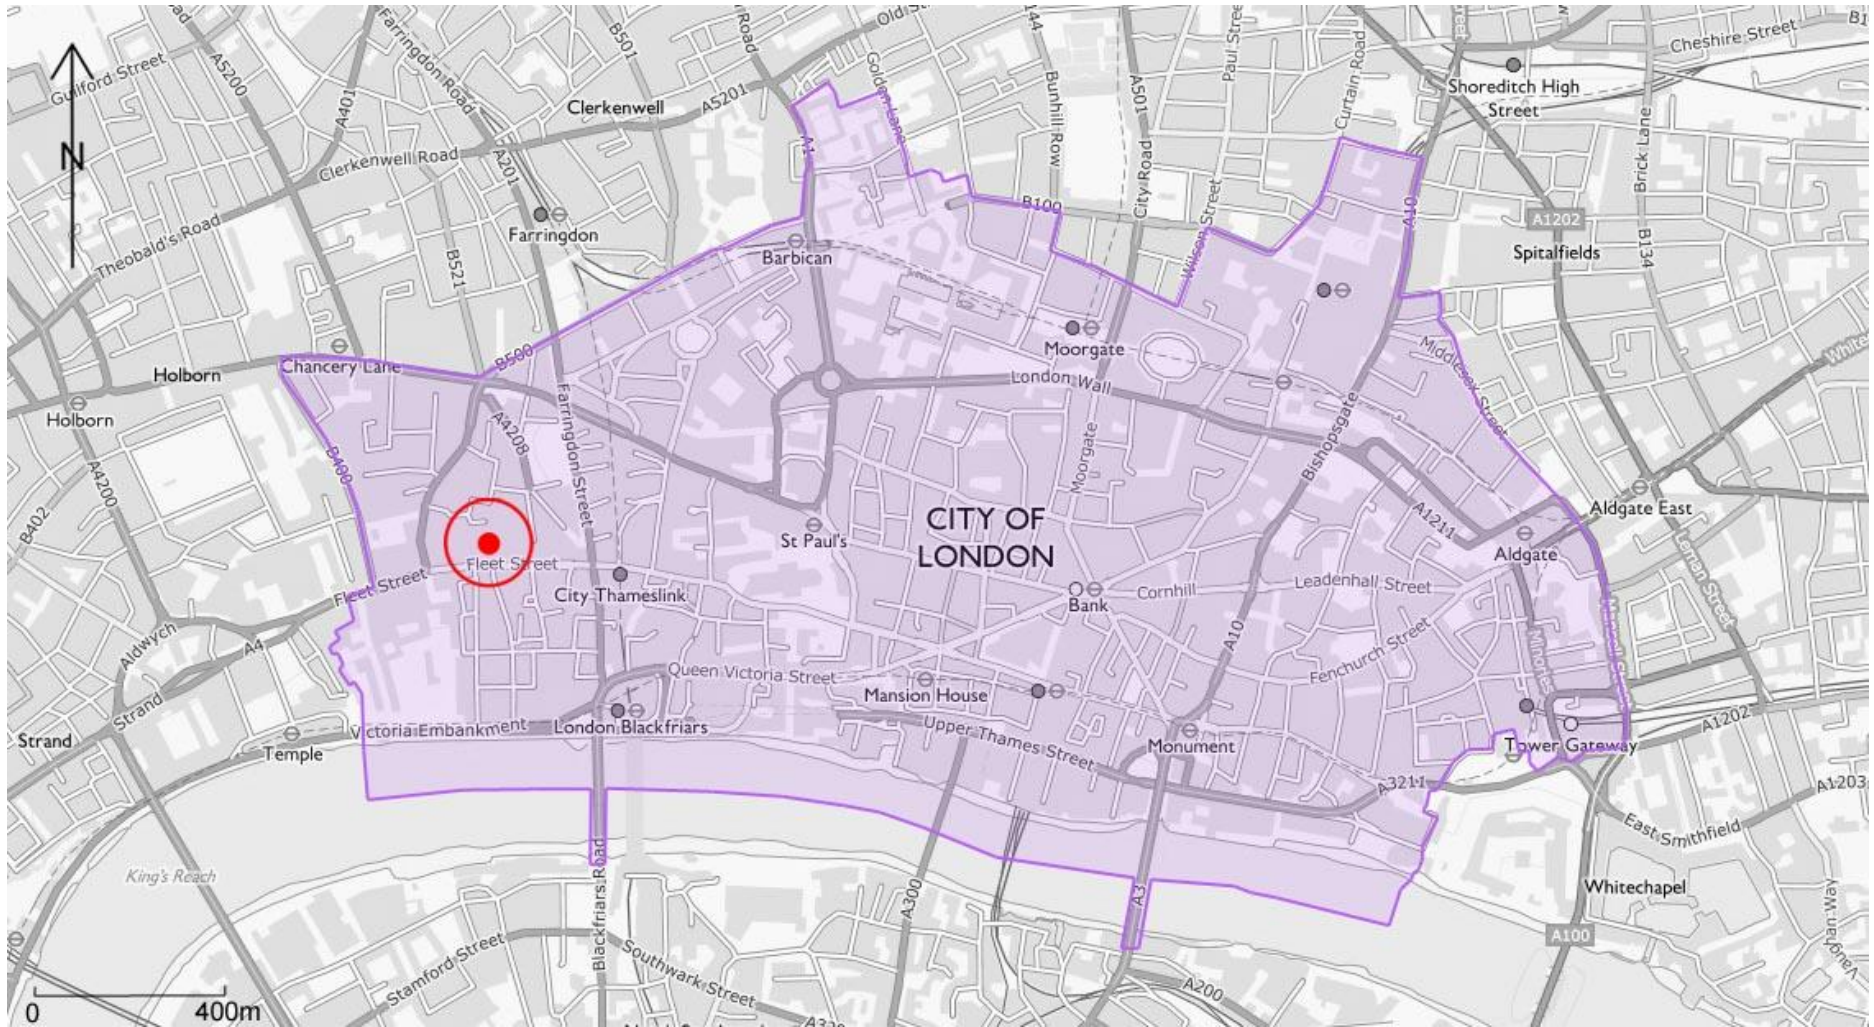 Guilford Street
A5200
A401
Farringdon Road
B501
Clerkenwell
A5201
Road
Golden Lane
Bunhill Row
A501
City Road
Paul Street
Curtain Road
Shoreditch High
Street
Cheshire Street
N
A201
Clerkenwell Road
A1
Brick Lane
Theobald's Road
Farringdon
B521
Barbican
B100
Wilson Street
A10
A1202
Spitalfields
B134
Moorgate
Middlesex Street
Holborn
Chancery Lane
B500
London Wall
Holborn
Farringdon Street
A4208
B400
Moorgate
Bishopsgate
A4200
B402
A1211
Aldgate East
St Paul's
CITY OF
LONDON
Aldgate
Leman Street
Fleet Street
Fleet Street
City Thameslink
Bank
Cornhill
Leadenhall Street
Aldwych
A4
A10
Fenchurch Street
Minories
Queen Victoria Street
Mansion House
Strand
Victoria Embankment
London Blackfriars
Upper Thames Street
Monument
Tower Gateway
A1202
Strand
Temple
A3211
A1203
East Smithfield
King's Reach
Blackfriars Road
A300
A3
Whitechapel
Vaughan Way
A100
Stamford Street
Southwark Street
A200
0
400m